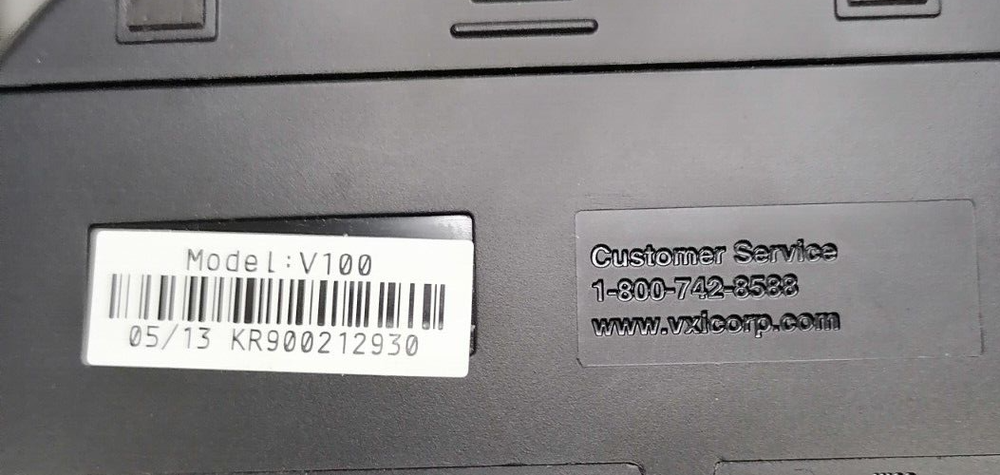 Model:V100
05/13 KR900212930
Customer Service
1-800-742-8588
www.vxicorp.com